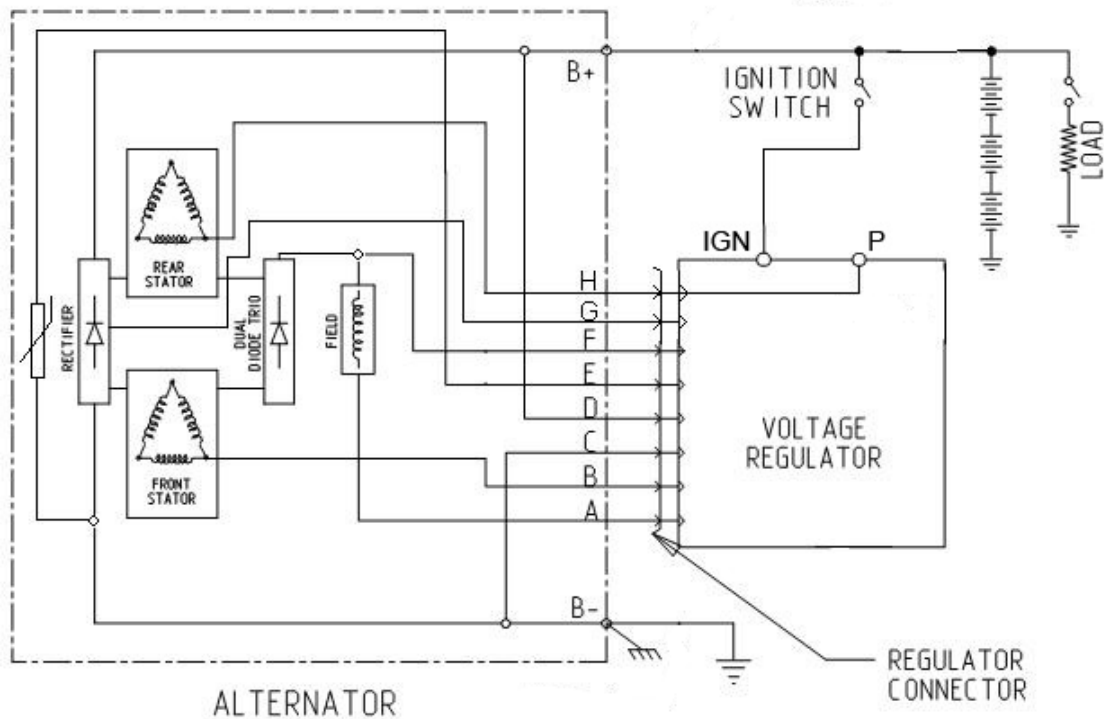 B+
IGNITION
SWITCH
LOAD
REAR
STATOR
RECTIFIER
DUAL
DIODE TRIO
FIELD
FRONT
STATOR
IGN
P
H
G
F
E
D
C
B
A
VOLTAGE
REGULATOR
B-
REGULATOR
CONNECTOR
ALTERNATOR